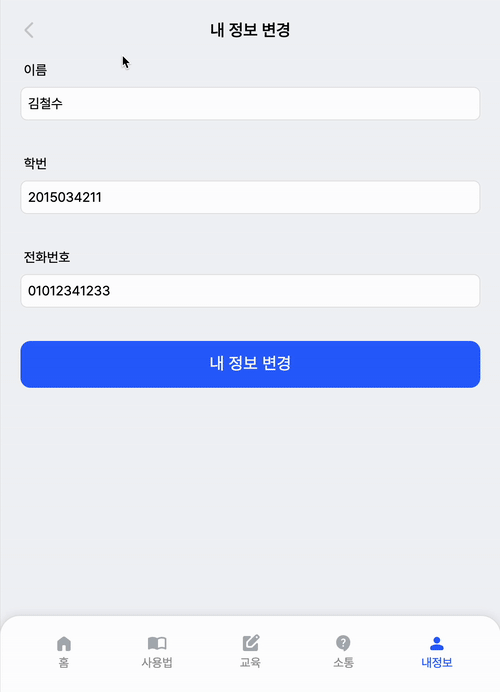 내 정보 변경
이름
김철수
학번
2015034211
전화번호
01012341233
내 정보 변경
홈 사용법 교육 소통 내정보